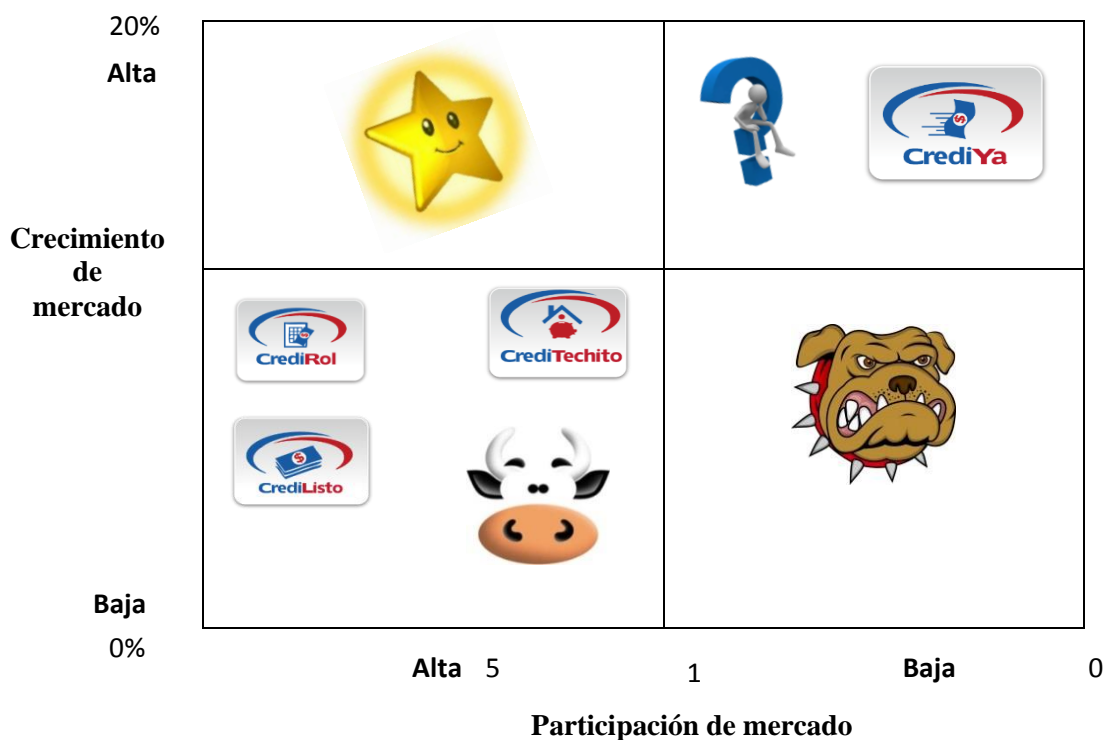 20%
Alta
CrediYa
Crecimiento
de
mercado
CrediRol
CrediTechito
CrediListo
Baja
0%
Alta 5 1 Baja 0
Participación de mercado